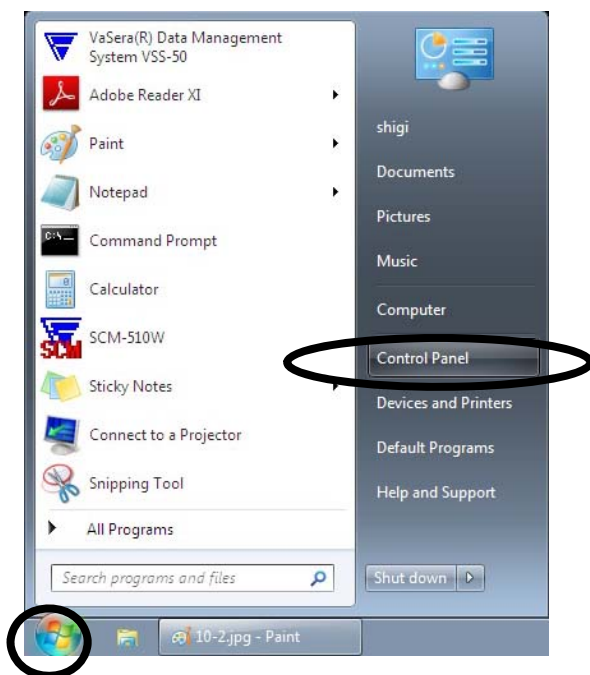 VaSera(R) Data Management
System VSS-50
Adobe Reader XI
Paint
Notepad
C:\_
Command Prompt
Calculator
SCM
SCM-510W
Sticky Notes
Connect to a Projector
Snipping Tool
All Programs
Search programs and files
shigi
Documents
Pictures
Music
Computer
Control Panel
Devices and Printers
Default Programs
Help and Support
Shut down
10-2.jpg - Paint